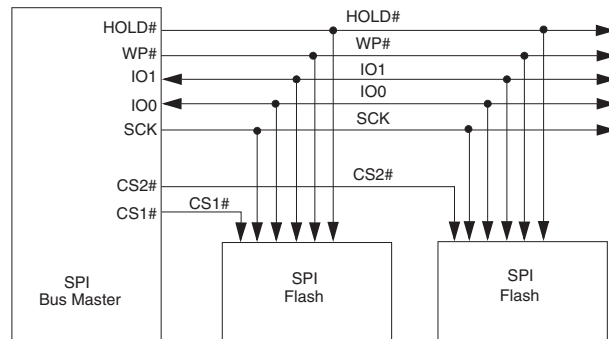 HOLD# HOLD#
WP# WP#
IO1 IO1
IO0 IO0
SCK SCK
CS2# CS2#
CS1# CS1#
SPI
Bus Master
SPI
Flash
SPI
Flash